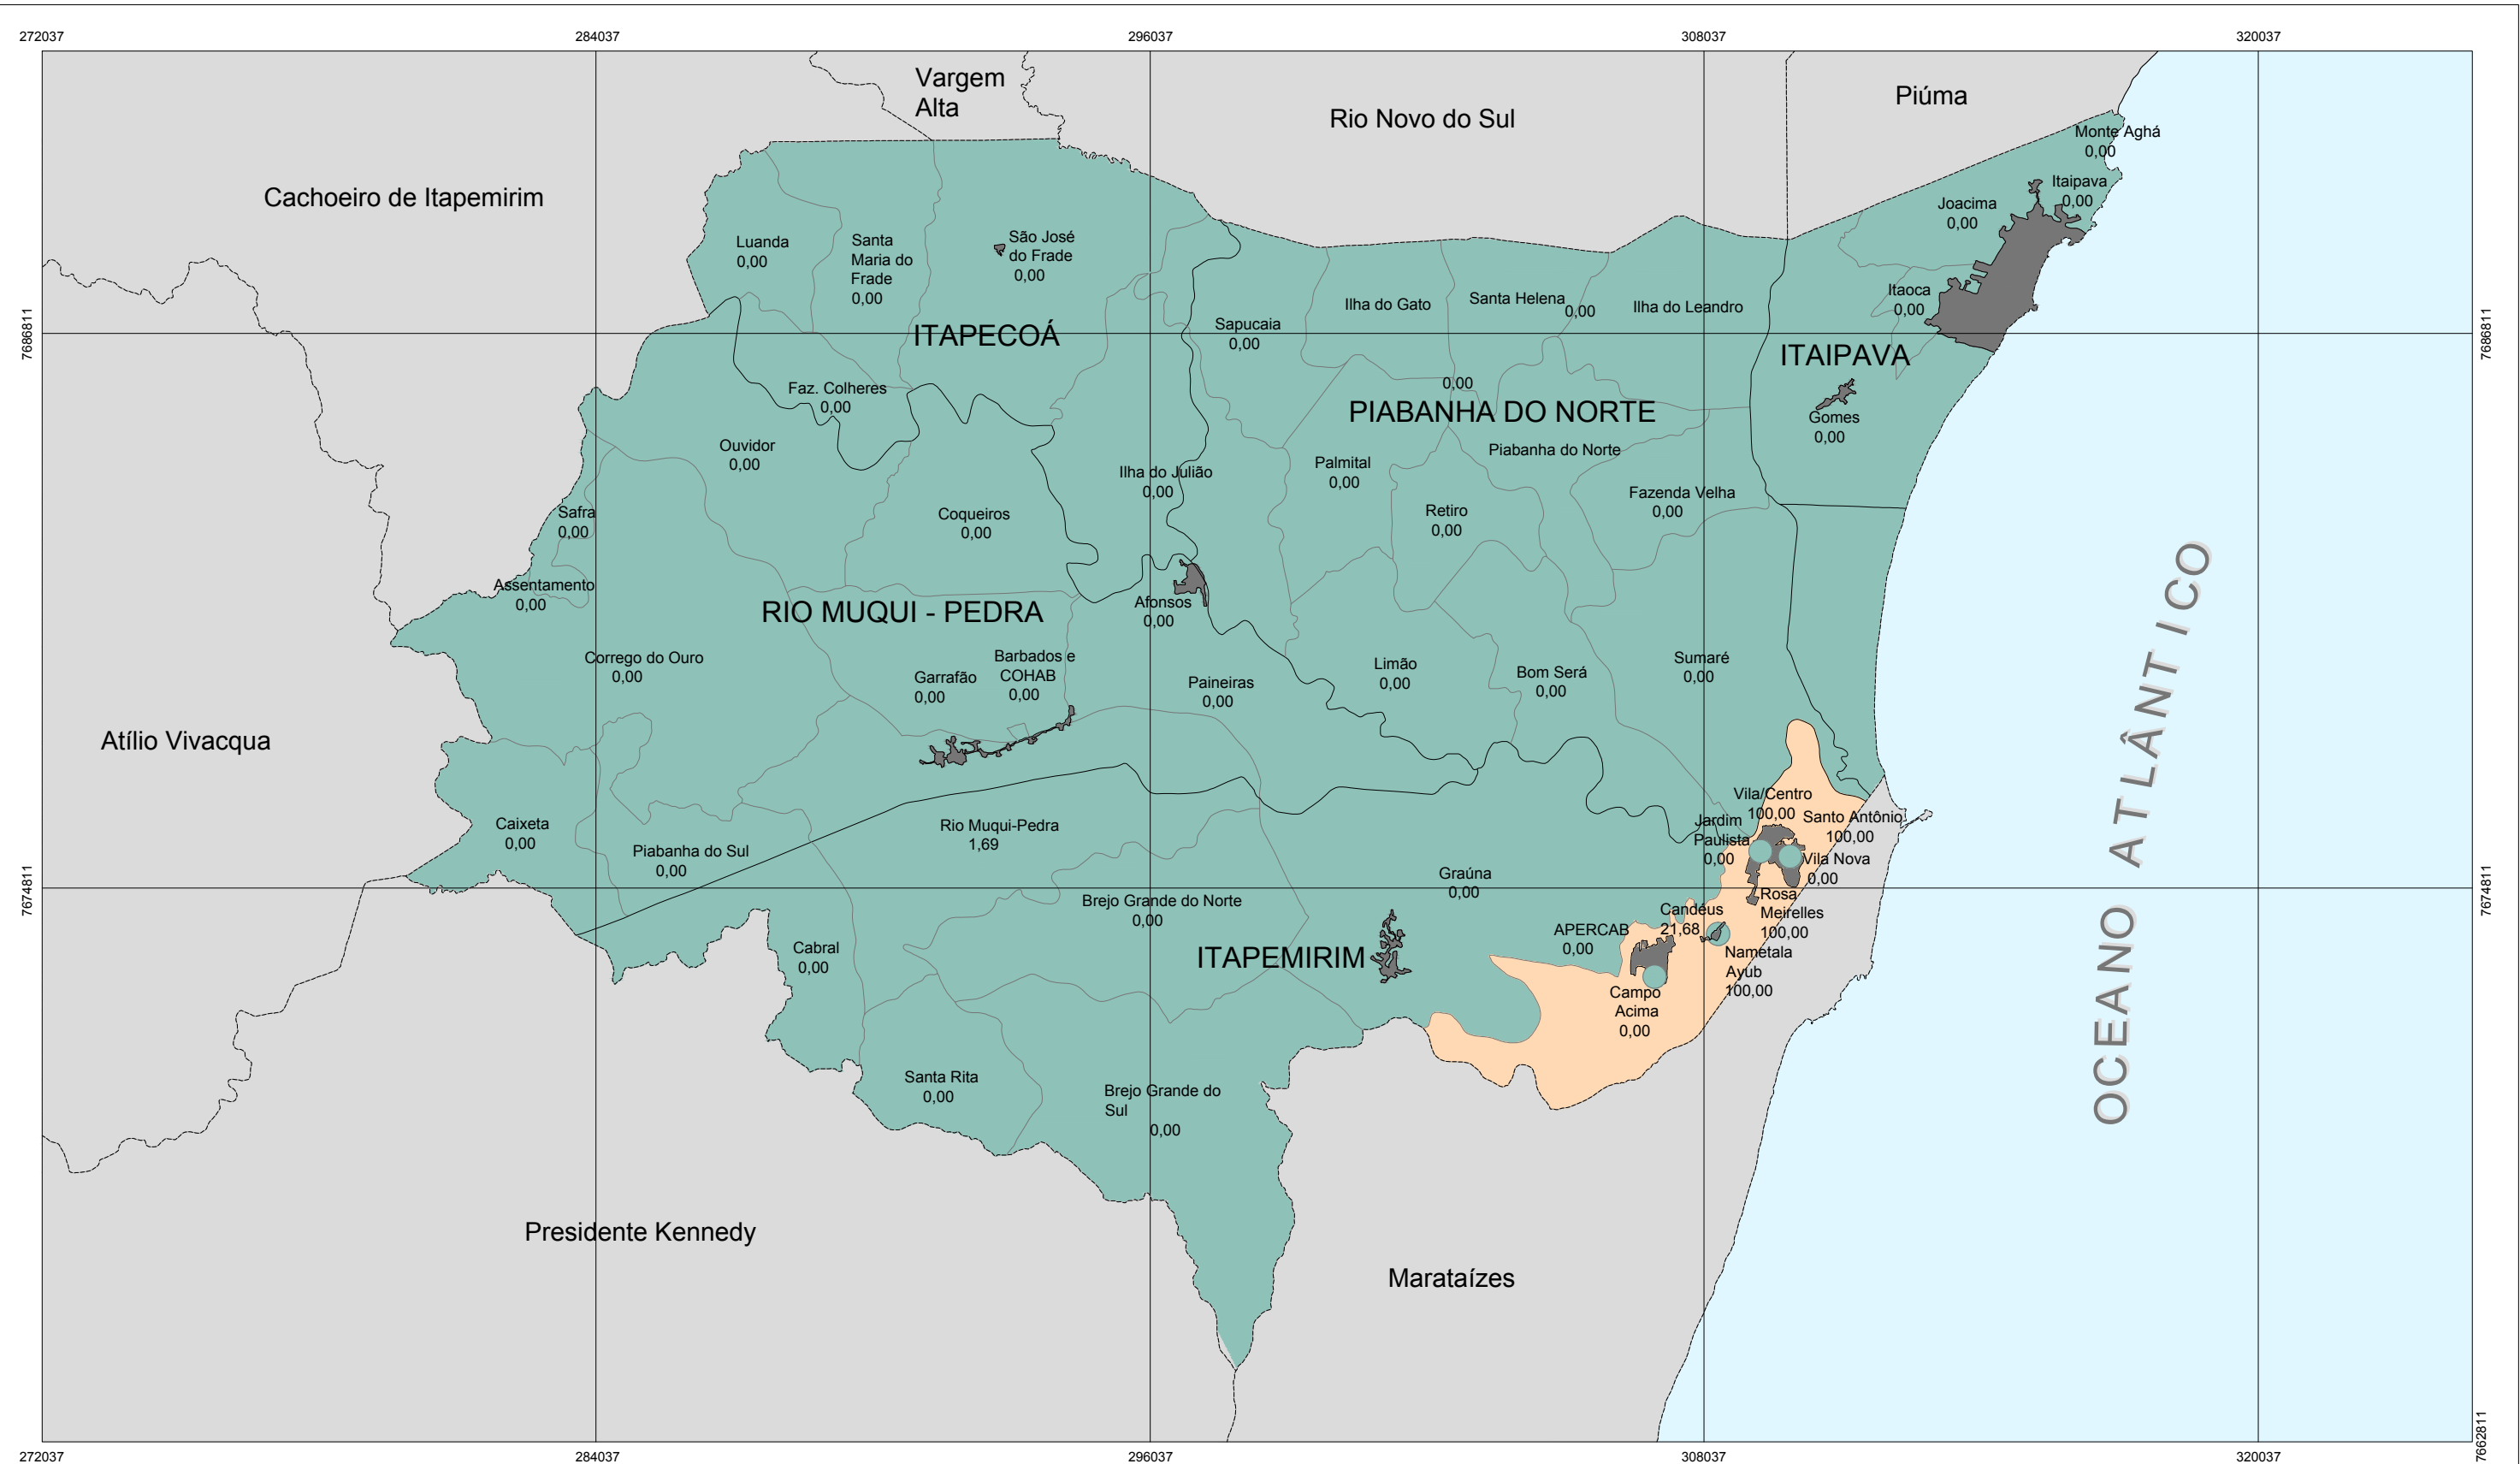 272037
284037
296037
308037
320037
Vargem
Alta
Rio Novo do Sul
Piúma
Cachoeiro de Itapemirim
Monte Aghá
0,00
Itaipava
0,00
Joacima
0,00
Luanda
0,00
Santa
Maria do
Frade
0,00
São José
do Frade
0,00
Itaoca
0,00
Ilha do Gato
Santa Helena
0,00
Ilha do Leandro
7686811
7686811
Sapucaia
0,00
ITAPECOÁ
ITAIPAVA
Faz. Colheres
0,00
0,00
PIABANHA DO NORTE
Gomes
0,00
Ouvidor
0,00
Piabanha do Norte
Palmital
0,00
Ilha do Julião
0,00
Fazenda Velha
0,00
Safra
0,00
Coqueiros
0,00
Retiro
0,00
Assentamento
0,00
RIO MUQUI - PEDRA
Afonsos
0,00
Corrego do Ouro
0,00
Garrafão
0,00
Barbados e
COHAB
0,00
Paineiras
0,00
Limão
0,00
Bom Será
0,00
Sumaré
0,00
OCEANO ATLÂNTICO
Atílio Vivacqua
Vila/Centro
100,00
Santo Antônio
100,00
Jardim
Paulista
0,00
Vila Nova
0,00
Caixeta
0,00
Piabanha do Sul
0,00
Rio Muqui-Pedra
1,69
Graúna
0,00
7674811
7674811
Brejo Grande do Norte
0,00
Rosa
Meirelles
100,00
Candéus
21,68
APERCAB
0,00
Cabral
0,00
ITAPEMIRIM
Nametala
Ayub
100,00
Campo
Acima
0,00
Santa Rita
0,00
Brejo Grande do
Sul
0,00
Presidente Kennedy
Marataízes
7662811
272037
284037
296037
308037
320037